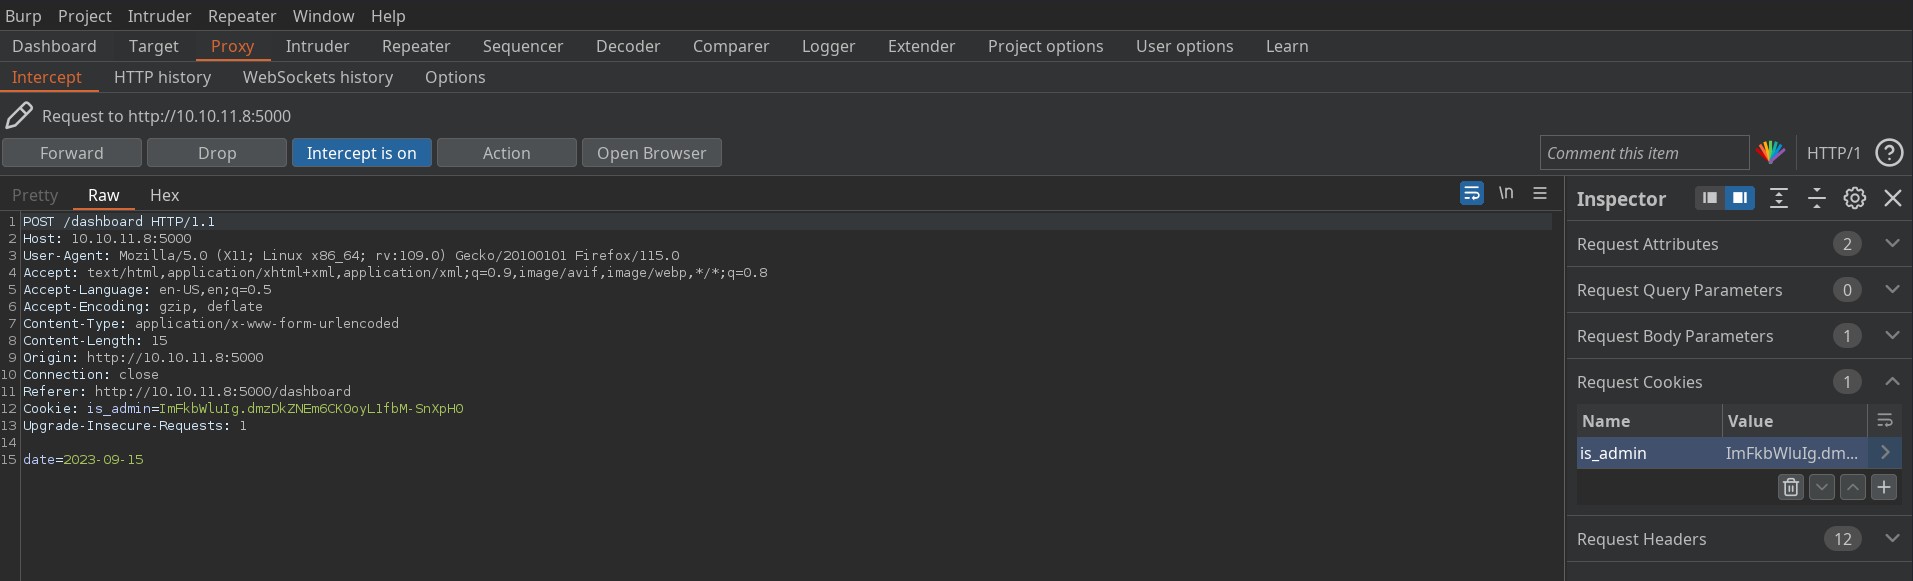 Burp Project Intruder Repeater Window Help
Dashboard Target Proxy Intruder Repeater Sequencer Decoder Comparer Logger Extender Project options User options Learn
Intercept HTTP history WebSockets history Options
Request to http://10.10.11.8:5000
Forward Drop Intercept is on Action Open Browser Comment this item HTTP/1 ?
Pretty Raw Hex \n
1 POST /dashboard HTTP/1.1
2 Host: 10.10.11.8:5000
3 User-Agent: Mozilla/5.0 (X11; Linux x86_64; rv:109.0) Gecko/20100101 Firefox/115.0
4 Accept: text/html,application/xhtml+xml,application/xml;q=0.9,image/avif,image/webp,*/*;q=0.8
5 Accept-Language: en-US,en;q=0.5
6 Accept-Encoding: gzip, deflate
7 Content-Type: application/x-www-form-urlencoded
8 Content-Length: 15
9 Origin: http://10.10.11.8:5000
10 Connection: close
11 Referer: http://10.10.11.8:5000/dashboard
12 Cookie: is_admin=ImFkbWluIg.dmzDkZNEm6CK0oyL1fbM-SnXpH0
13 Upgrade-Insecure-Requests: 1
14
15 date=2023-09-15
Inspector
Request Attributes 2
Request Query Parameters 0
Request Body Parameters 1
Request Cookies 1
Name Value
is_admin ImFkbWluIg.dm...
Request Headers 12